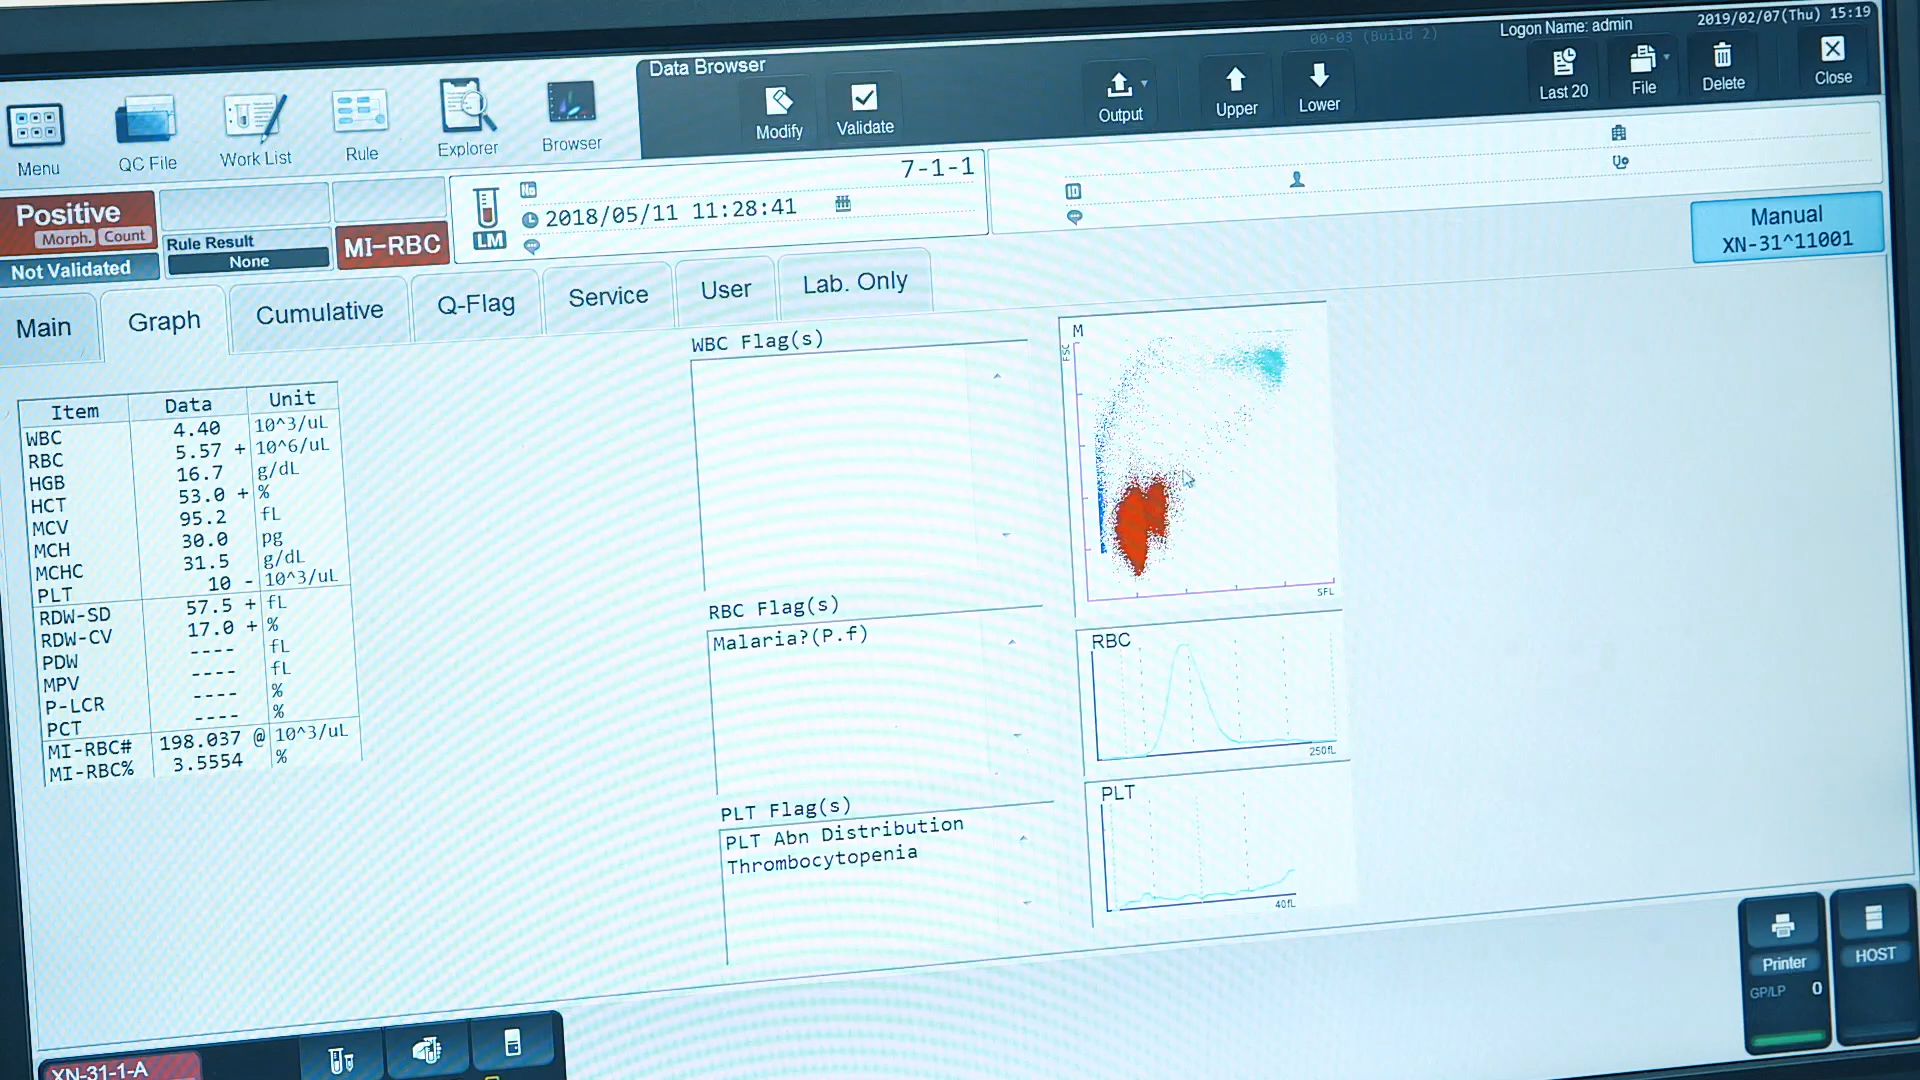 00-03 (Build 2)
Logon Name: admin
2019/02/07(Thu) 15:19
Data Browser
Menu
QC File
Work List
Rule
Explorer
Browser
Modify
Validate
Output
Upper
Lower
Last 20
File
Delete
Close
Positive
Morph. Count
Not Validated
Rule Result
None
MI-RBC
LM
No
7-1-1
2018/05/11 11:28:41
ID
Manual
XN-31^11001
Main
Graph
Cumulative
Q-Flag
Service
User
Lab. Only
Item Data Unit
WBC 4.40 10^3/uL
RBC 5.57 + 10^6/uL
HGB 16.7 g/dL
HCT 53.0 + %
MCV 95.2 fL
MCH 30.0 pg
MCHC 31.5 g/dL
PLT 10 - 10^3/uL
RDW-SD 57.5 + fL
RDW-CV 17.0 + %
PDW ---- fL
MPV ---- fL
P-LCR ---- %
PCT ---- %
MI-RBC# 198.037 @ 10^3/uL
MI-RBC% 3.5554 %
WBC Flag(s)
RBC Flag(s)
Malaria?(P.f)
PLT Flag(s)
PLT Abn Distribution
Thrombocytopenia
M
FSC
SFL
RBC
250fL
PLT
40fL
Printer
GP/LP 0
HOST
XN-31-1-A